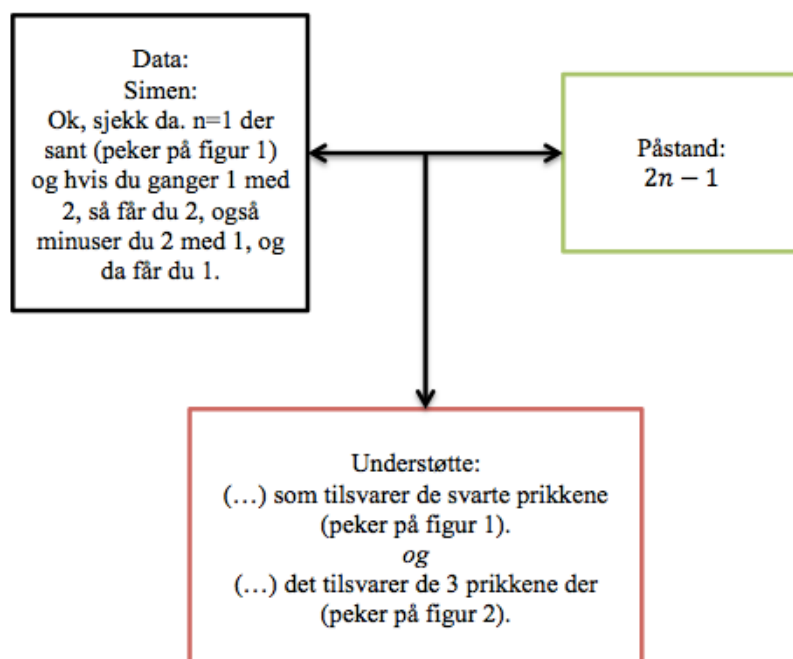 Data:
Simen:
Ok, sjekk da. n=1 der
sant (peker på figur 1)
og hvis du ganger 1 med
2, så får du 2, også
minuser du 2 med 1, og
da får du 1.
Påstand:
2n − 1
Understøtte:
(…) som tilsvarer de svarte prikkene
(peker på figur 1).
og
(…) det tilsvarer de 3 prikkene der
(peker på figur 2).